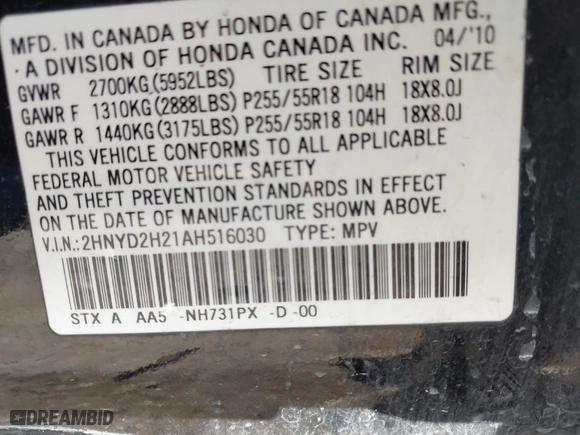 MFD. IN CANADA BY HONDA OF CANADA MFG.,
A DIVISION OF HONDA CANADA INC. 04/'10
GVWR 2700KG(5952LBS) TIRE SIZE RIM SIZE
GAWR F 1310KG(2888LBS) P255/55R18 104H 18X8.0J
GAWR R 1440KG(3175LBS) P255/55R18 104H 18X8.0J
THIS VEHICLE CONFORMS TO ALL APPLICABLE
FEDERAL MOTOR VEHICLE SAFETY
AND THEFT PREVENTION STANDARDS IN EFFECT
ON THE DATE OF MANUFACTURE SHOWN ABOVE.
V.I.N.:2HNYD2H21AH516030 TYPE: MPV
STX A AA5 -NH731PX -D -00
DREAMBID